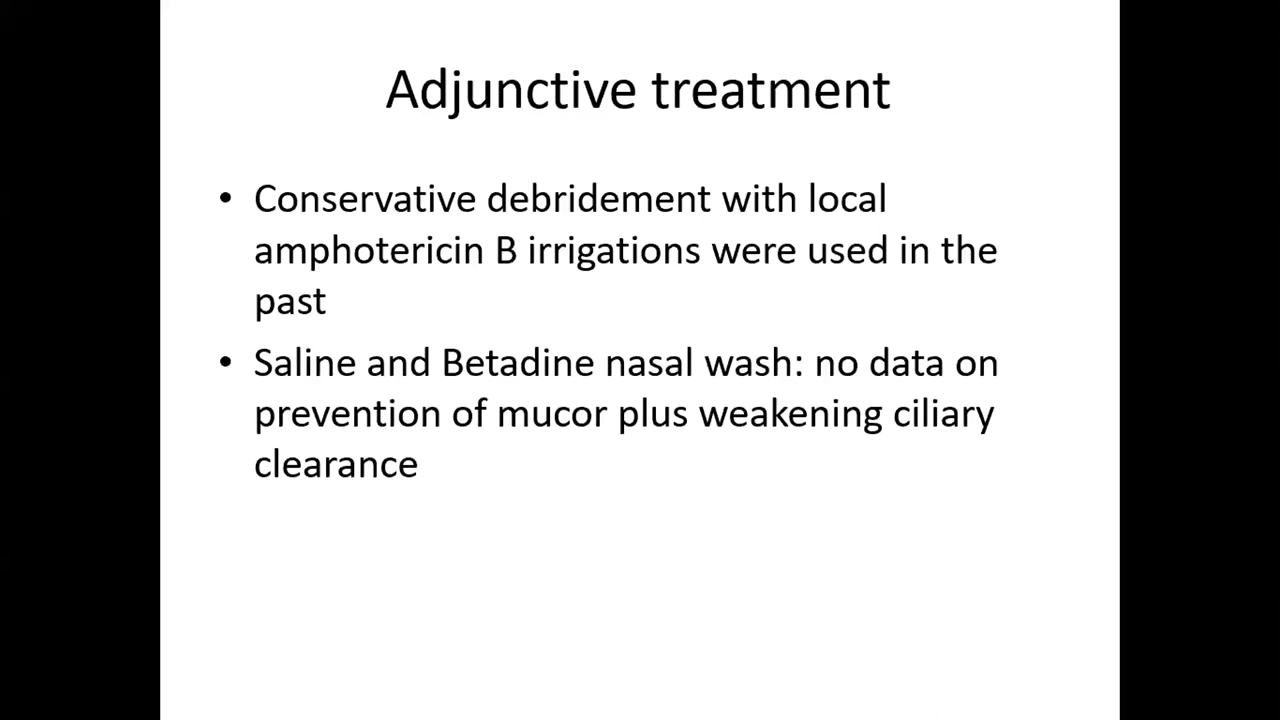 Adjunctive treatment
• Conservative debridement with local
amphotericin B irrigations were used in the
past
• Saline and Betadine nasal wash: no data on
prevention of mucor plus weakening ciliary
clearance